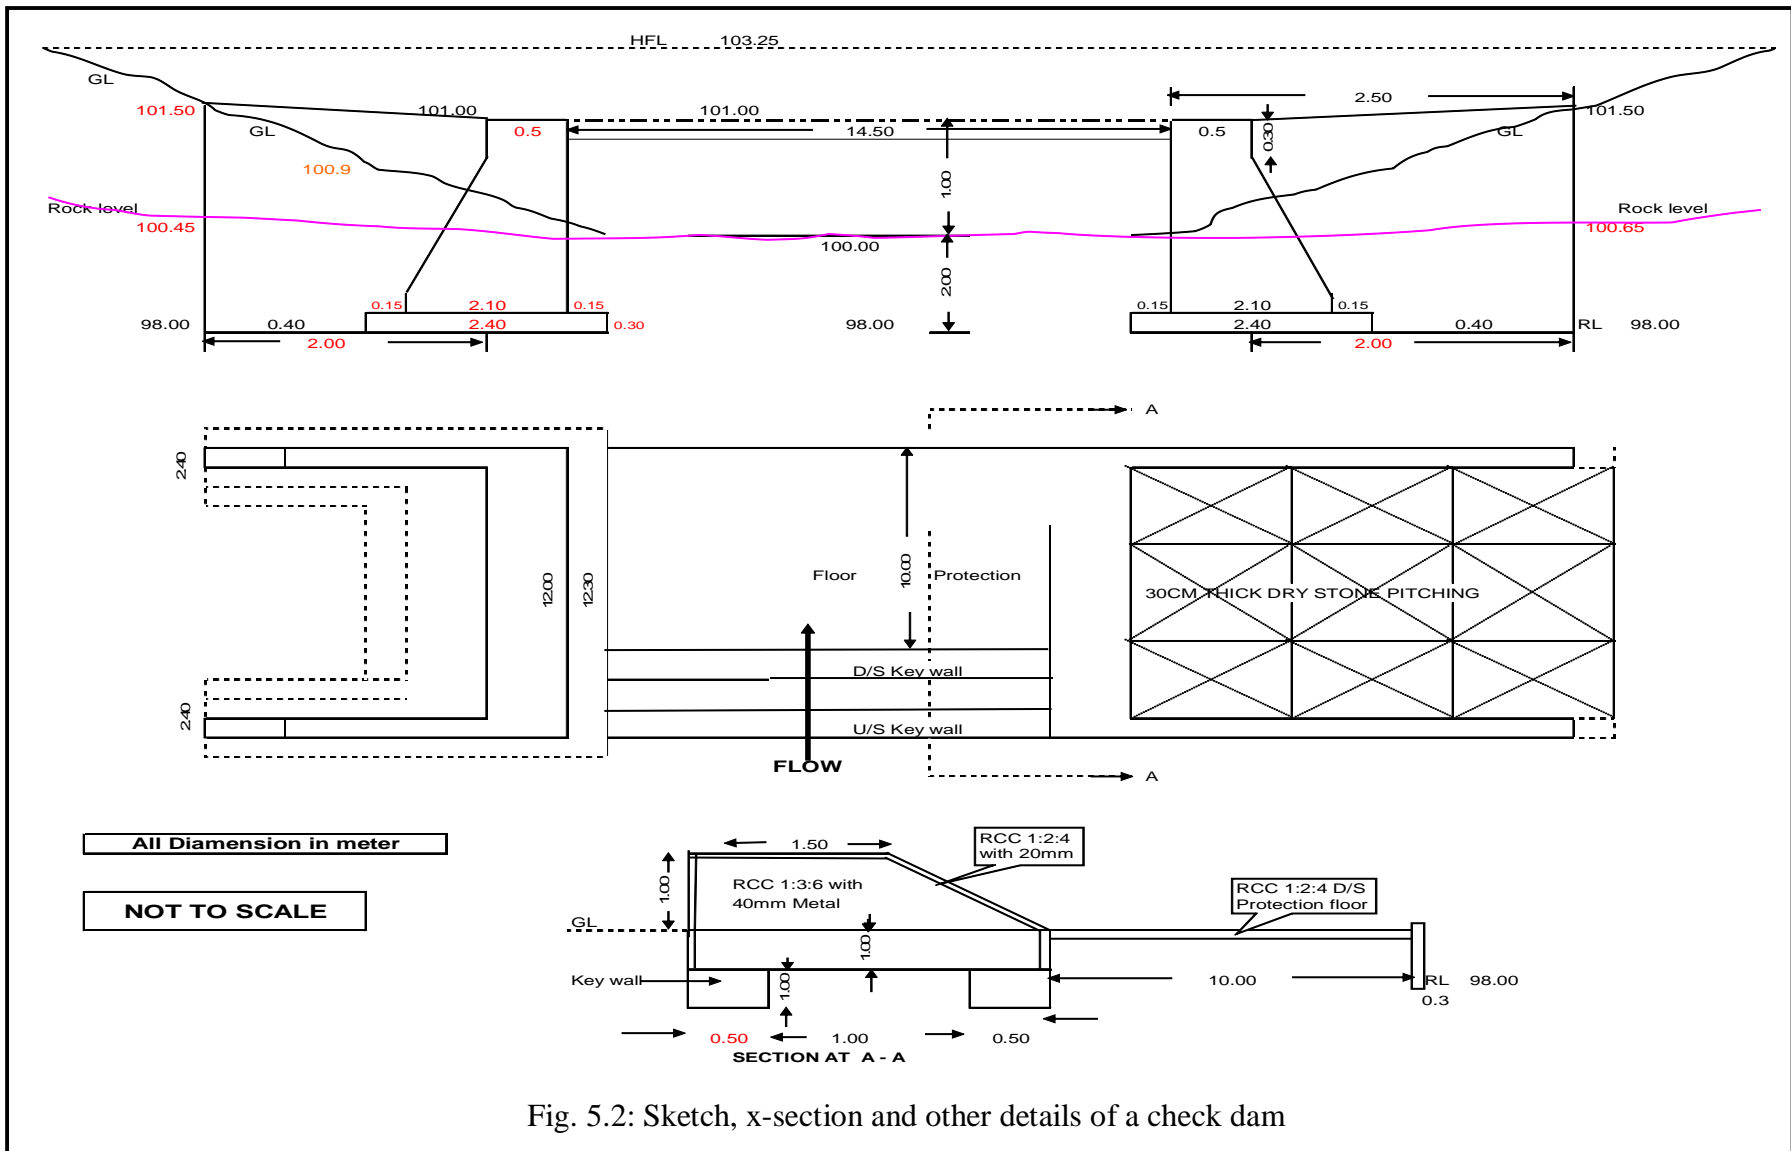 HFL 103.25
GL
2.50
101.50 101.00 101.00 101.50
GL 0.5 14.50 0.5 0.30 GL
100.9
1.00
Rock level Rock level
100.45 100.65
100.00
2.00
0.15 2.10 0.15 0.15 2.10 0.15
98.00 0.40 2.40 0.30 98.00 2.40 0.40 RL 98.00
2.00 2.00
A
2.40
Floor 10.00 Protection
12.00 12.30
30CM THICK DRY STONE PITCHING
D/S Key wall
2.40
U/S Key wall
FLOW
A
All Diamension in meter
1.50
RCC 1:2:4
with 20mm
1.00
RCC 1:3:6 with
40mm Metal
RCC 1:2:4 D/S
Protection floor
NOT TO SCALE
GL
1.00
Key wall
1.00
10.00 RL 98.00
0.3
0.50 1.00 0.50
SECTION AT A - A
Fig. 5.2: Sketch, x-section and other details of a check dam